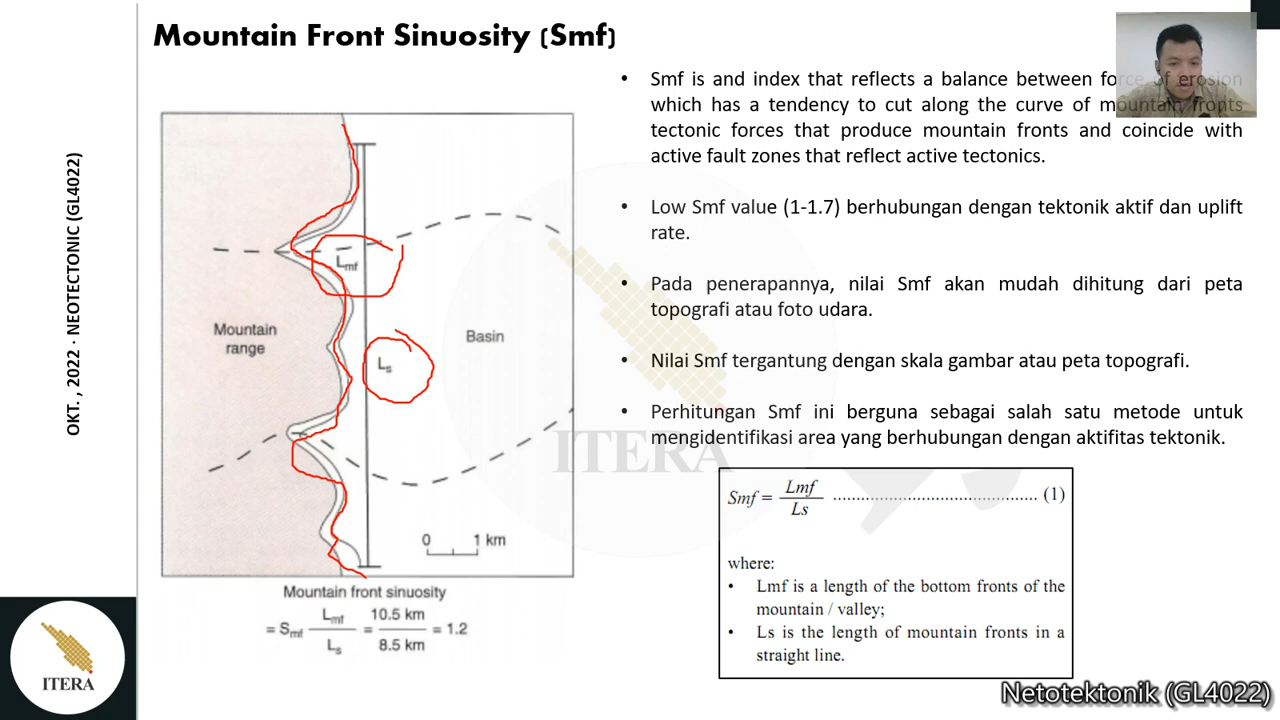 Mountain Front Sinuosity (Smf)
OKT. , 2022 · NEOTECTONIC (GL4022)
• Smf is and index that reflects a balance between force of erosion
which has a tendency to cut along the curve of mountain fronts
tectonic forces that produce mountain fronts and coincide with
active fault zones that reflect active tectonics.
• Low Smf value (1-1.7) berhubungan dengan tektonik aktif dan uplift
rate.
• Pada penerapannya, nilai Smf akan mudah dihitung dari peta
topografi atau foto udara.
• Nilai Smf tergantung dengan skala gambar atau peta topografi.
• Perhitungan Smf ini berguna sebagai salah satu metode untuk
mengidentifikasi area yang berhubungan dengan aktifitas tektonik.
Lmf
Mountain
range
Ls
Basin
0 1 km
Mountain front sinuosity
= Smf Lmf / Ls = 10.5 km / 8.5 km = 1.2
Smf = Lmf / Ls ............................................ (1)
where:
• Lmf is a length of the bottom fronts of the
mountain / valley;
• Ls is the length of mountain fronts in a
straight line.
ITERA
ITERA
Netotektonik (GL4022)